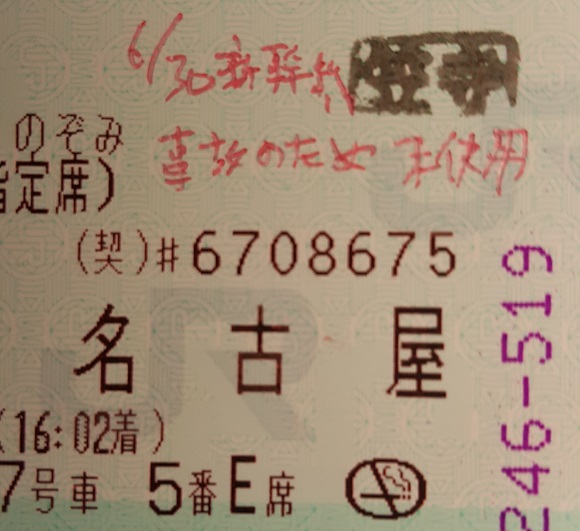 6/30新幹線 笠寺
事故のため 未使用
のぞみ
指定席)
(契)#6708675
名古屋
(16:02着)
7号車 5番E席
246-519